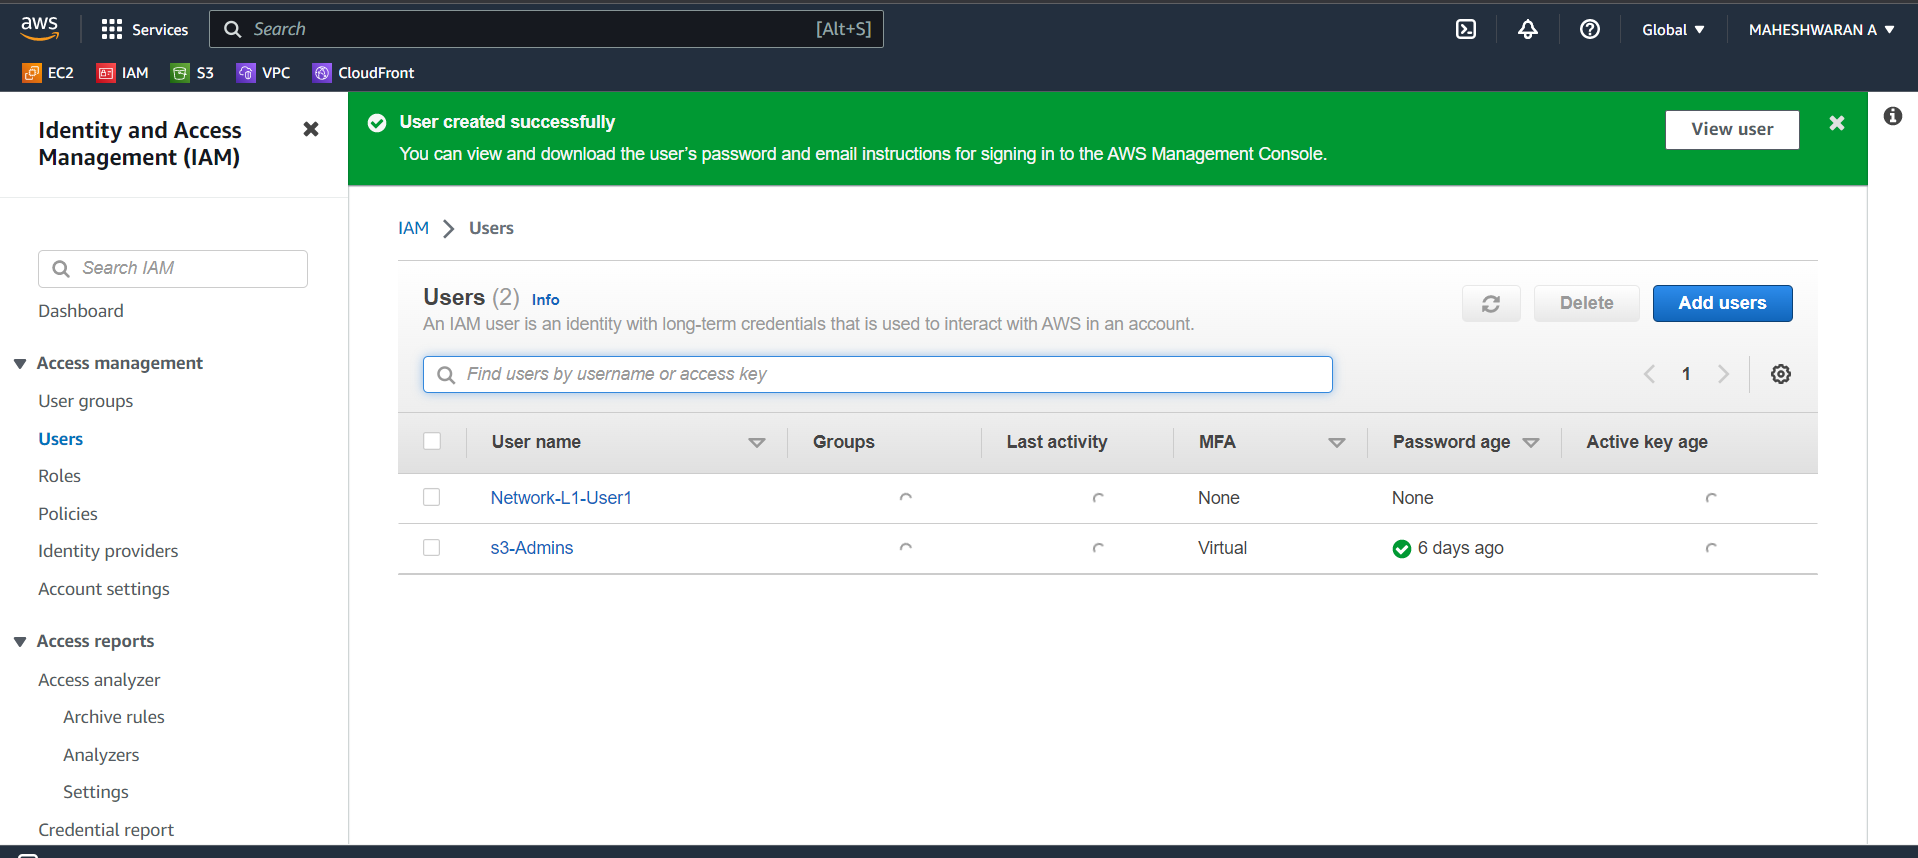 aws
Services
Search
[Alt+S]
Global
MAHESHWARAN A
EC2
IAM
S3
VPC
CloudFront
Identity and Access
Management (IAM)
Search IAM
Dashboard
Access management
User groups
Users
Roles
Policies
Identity providers
Account settings
Access reports
Access analyzer
Archive rules
Analyzers
Settings
Credential report
User created successfully
You can view and download the user's password and email instructions for signing in to the AWS Management Console.
View user
IAM
Users
Users (2) Info
An IAM user is an identity with long-term credentials that is used to interact with AWS in an account.
Delete
Add users
Find users by username or access key
1
User name
Groups
Last activity
MFA
Password age
Active key age
Network-L1-User1
None
None
s3-Admins
Virtual
6 days ago